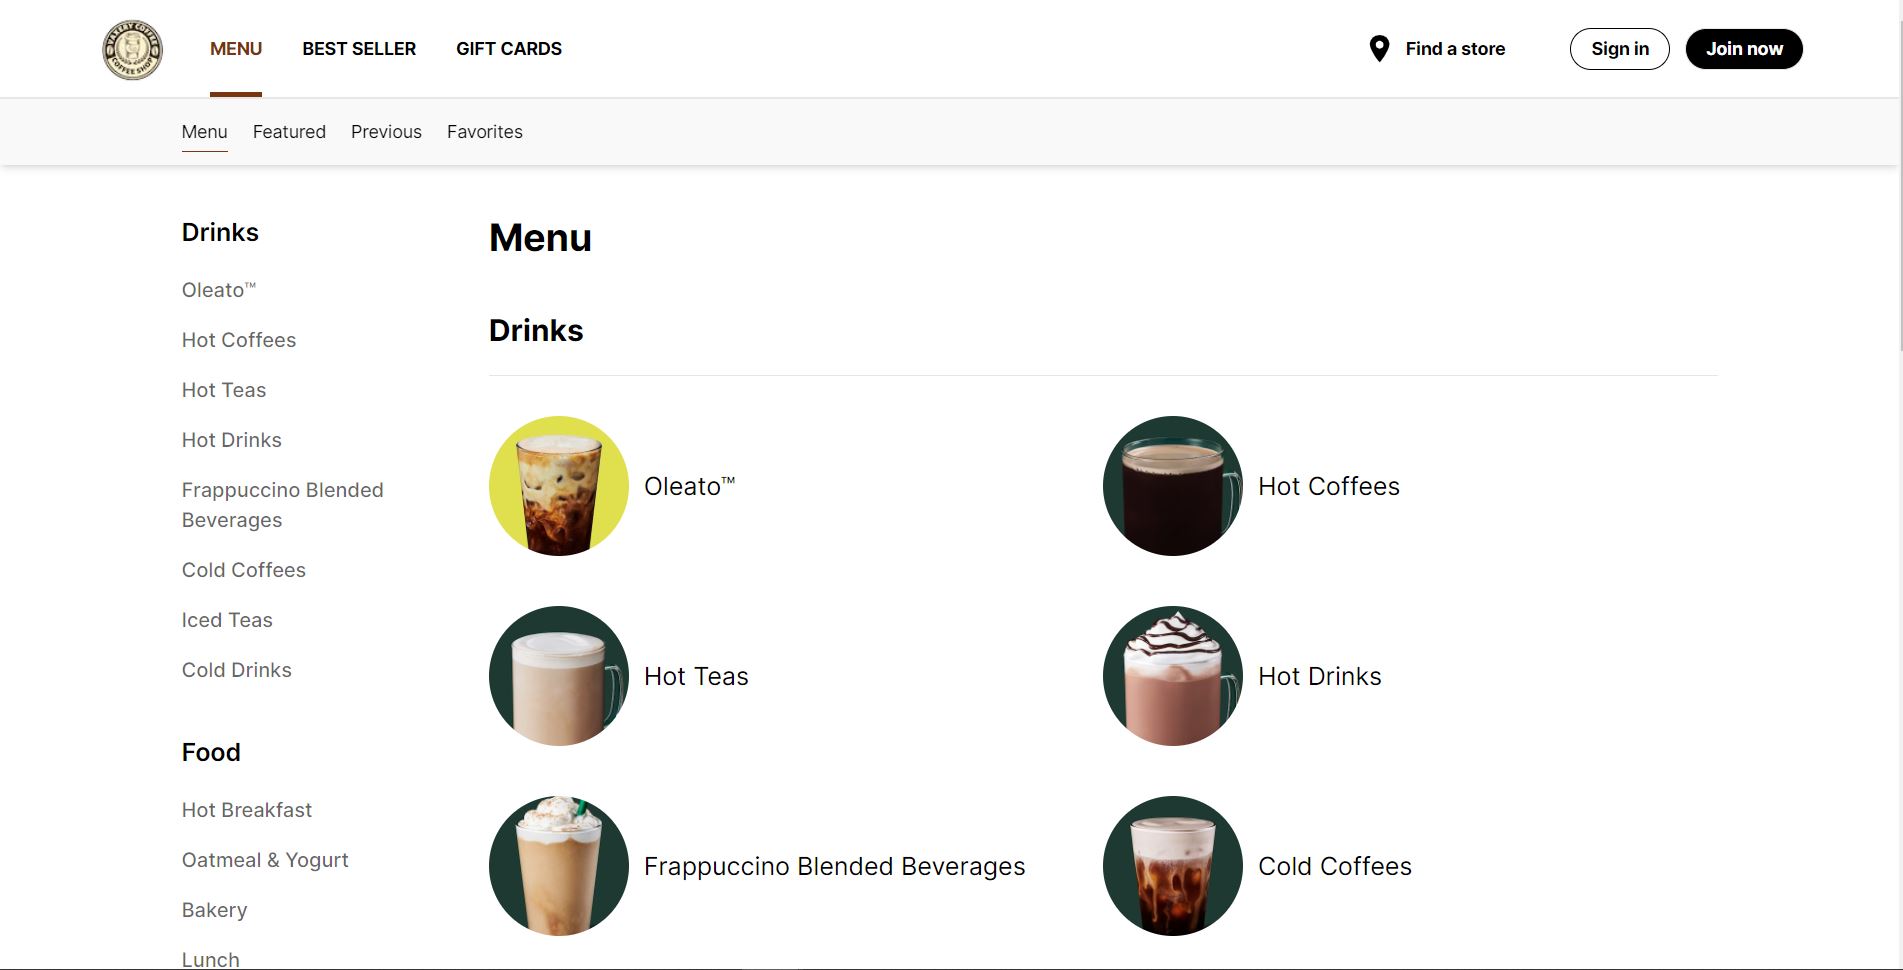 MENU
BEST SELLER
GIFT CARDS
Find a store
Sign in
Join now
Menu
Featured
Previous
Favorites
Drinks
Oleato™
Hot Coffees
Hot Teas
Hot Drinks
Frappuccino Blended
Beverages
Cold Coffees
Iced Teas
Cold Drinks
Food
Hot Breakfast
Oatmeal & Yogurt
Bakery
Lunch
Menu
Drinks
Oleato™
Hot Coffees
Hot Teas
Hot Drinks
Frappuccino Blended Beverages
Cold Coffees
COFFEE SHOP